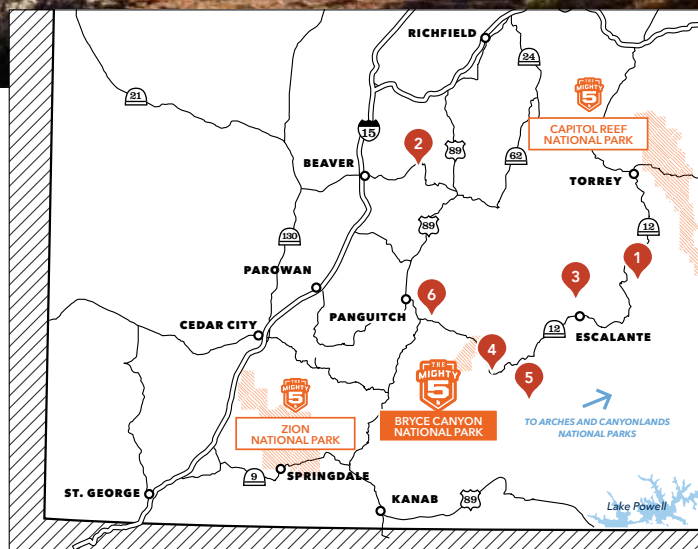 RICHFIELD
24
21
THE
MIGHTY
5
CAPITOL REEF
NATIONAL PARK
15
2
89
62
BEAVER
TORREY
12
89
130
1
PAROWAN
3
6
PANGUITCH
CEDAR CITY
12
ESCALANTE
4
THE
MIGHTY
5
5
THE
MIGHTY
5
BRYCE CANYON
NATIONAL PARK
TO ARCHES AND CANYONLANDS
NATIONAL PARKS
ZION
NATIONAL PARK
9
SPRINGDALE
ST. GEORGE
KANAB
89
Lake Powell